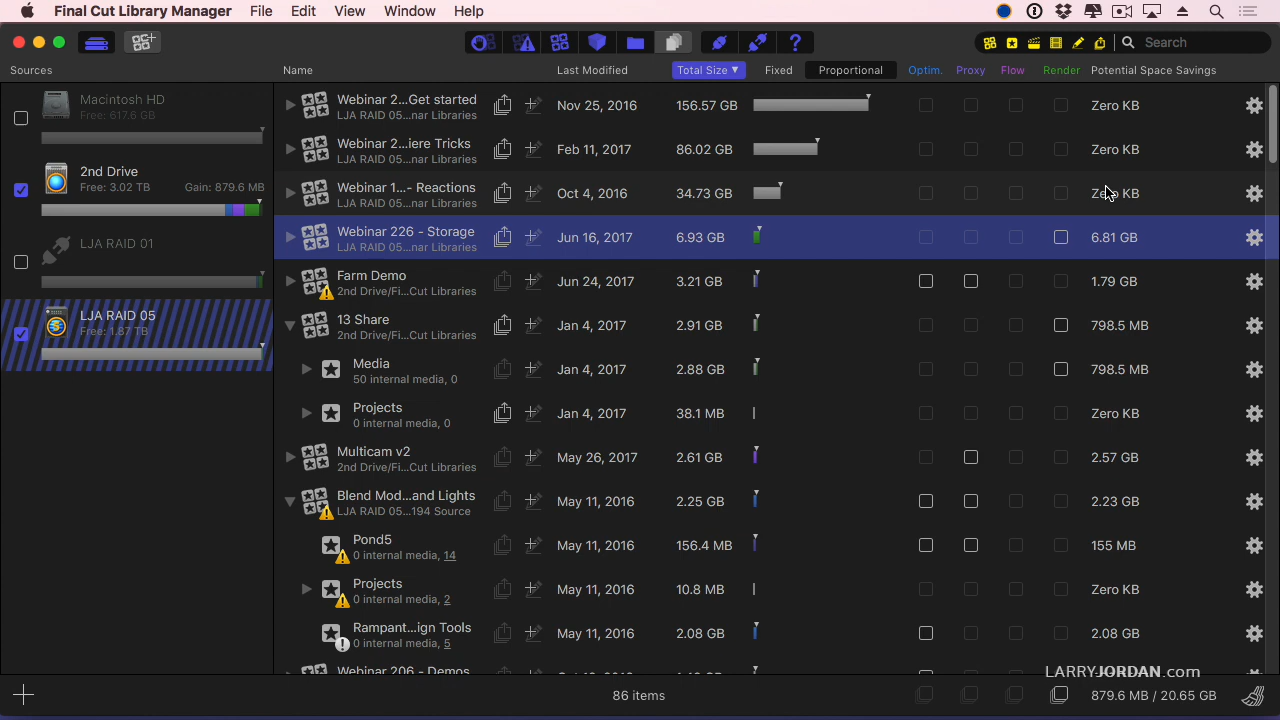 Final Cut Library Manager File Edit View Window Help
Search
Sources Name Last Modified Total Size ▼ Fixed Proportional Optim. Proxy Flow Render Potential Space Savings
Macintosh HD
Free: 617.6 GB
2nd Drive
Free: 3.02 TB Gain: 879.6 MB
LJA RAID 01
LJA RAID 05
Free: 1.87 TB
Webinar 2...Get started
LJA RAID 05...nar Libraries
Nov 25, 2016 156.57 GB Zero KB
Webinar 2...iere Tricks
LJA RAID 05...nar Libraries
Feb 11, 2017 86.02 GB Zero KB
Webinar 1...- Reactions
LJA RAID 05...nar Libraries
Oct 4, 2016 34.73 GB Zero KB
Webinar 226 - Storage
LJA RAID 05...nar Libraries
Jun 16, 2017 6.93 GB 6.81 GB
Farm Demo
2nd Drive/Fi...Cut Libraries
Jun 24, 2017 3.21 GB 1.79 GB
13 Share
2nd Drive/Fi...Cut Libraries
Jan 4, 2017 2.91 GB 798.5 MB
Media
50 internal media, 0
Jan 4, 2017 2.88 GB 798.5 MB
Projects
0 internal media, 0
Jan 4, 2017 38.1 MB Zero KB
Multicam v2
2nd Drive/Fi...Cut Libraries
May 26, 2017 2.61 GB 2.57 GB
Blend Mod...and Lights
LJA RAID 05...194 Source
May 11, 2016 2.25 GB 2.23 GB
Pond5
0 internal media, 14
May 11, 2016 156.4 MB 155 MB
Projects
0 internal media, 2
May 11, 2016 10.8 MB Zero KB
Rampant...ign Tools
0 internal media, 5
May 11, 2016 2.08 GB 2.08 GB
Webinar 206 - Demos
LARRYJORDAN.com
86 items 879.6 MB / 20.65 GB